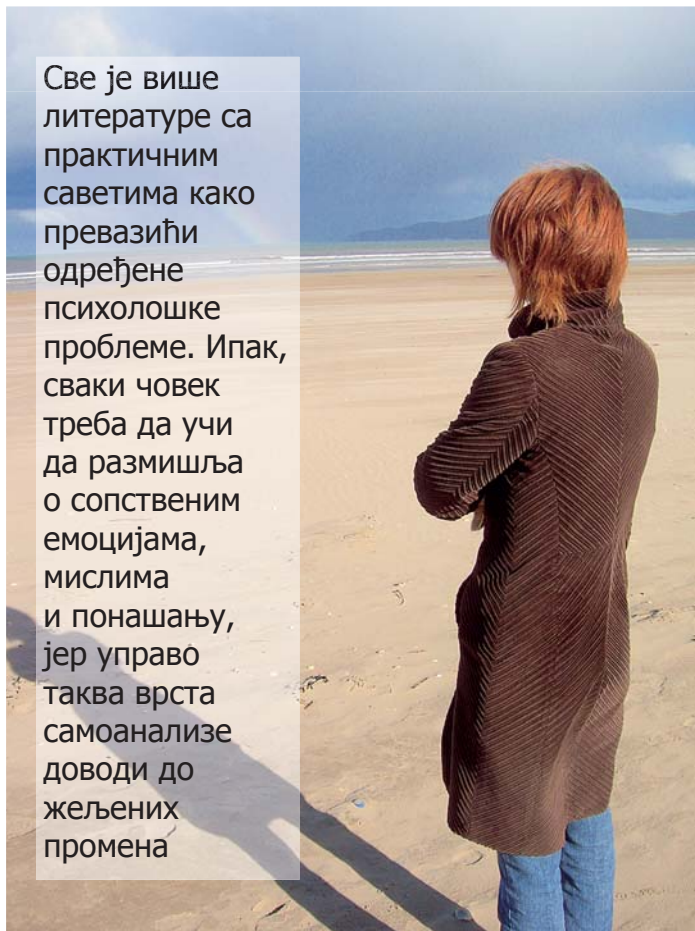 Све је више
литературе са
практичним
саветима како
превазићи
одређене
психолошке
проблеме. Ипак,
сваки човек
треба да учи
да размишља
о сопственим
емоцијама,
мислима
и понашању,
јер управо
таква врста
самоанализе
доводи до
жељених
промена